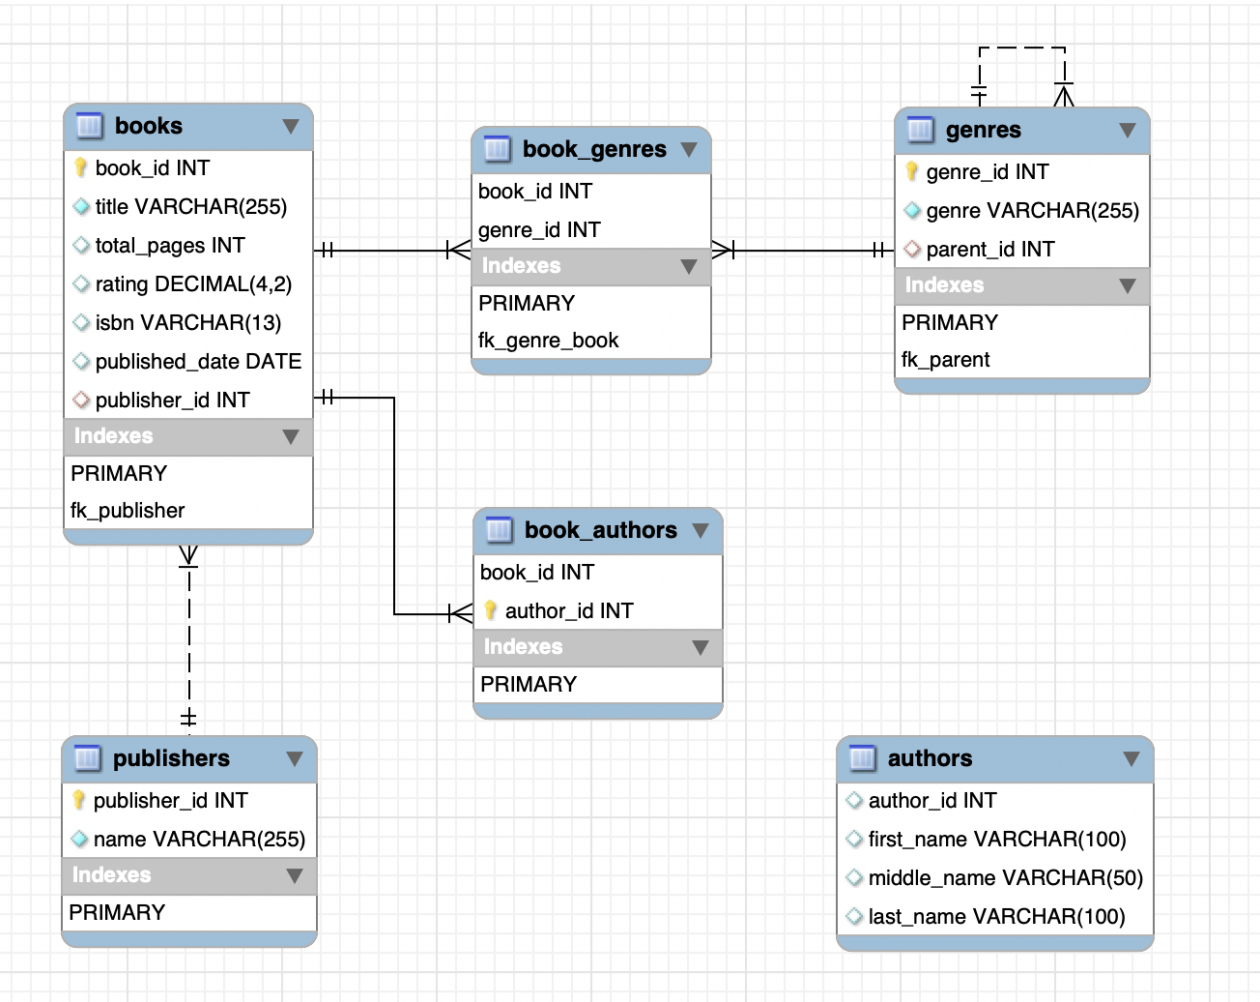 books
book_id INT
title VARCHAR(255)
total_pages INT
rating DECIMAL(4,2)
isbn VARCHAR(13)
published_date DATE
publisher_id INT
Indexes
PRIMARY
fk_publisher
book_genres
book_id INT
genre_id INT
Indexes
PRIMARY
fk_genre_book
genres
genre_id INT
genre VARCHAR(255)
parent_id INT
Indexes
PRIMARY
fk_parent
book_authors
book_id INT
author_id INT
Indexes
PRIMARY
publishers
publisher_id INT
name VARCHAR(255)
Indexes
PRIMARY
authors
author_id INT
first_name VARCHAR(100)
middle_name VARCHAR(50)
last_name VARCHAR(100)